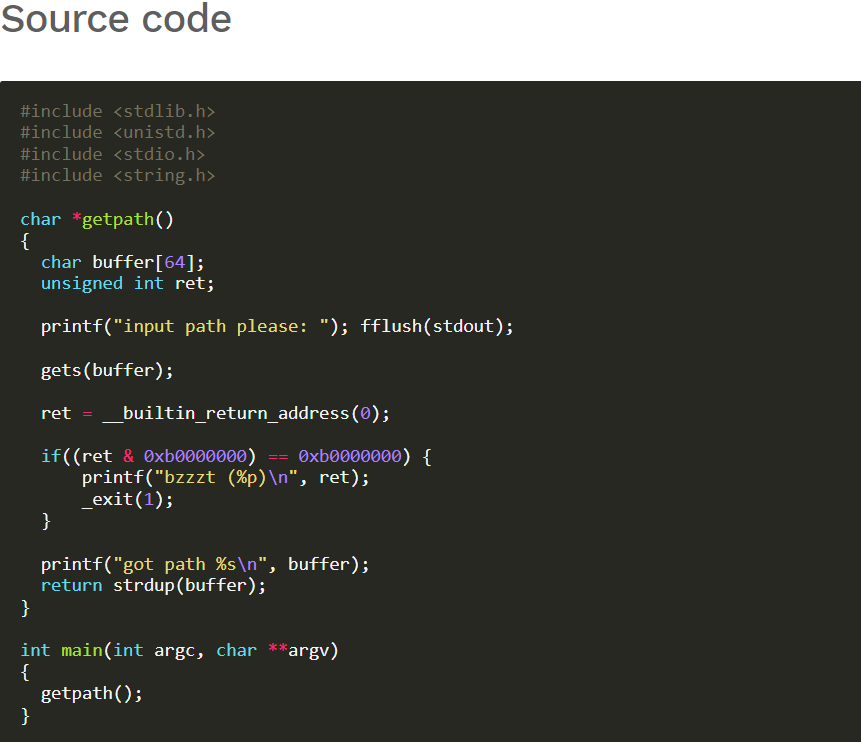 Source code
#include <stdlib.h>
#include <unistd.h>
#include <stdio.h>
#include <string.h>
char *getpath()
{
  char buffer[64];
  unsigned int ret;
  printf("input path please: "); fflush(stdout);
  gets(buffer);
  ret = __builtin_return_address(0);
  if((ret & 0xb0000000) == 0xb0000000) {
      printf("bzzzt (%p)\n", ret);
      _exit(1);
  }
  printf("got path %s\n", buffer);
  return strdup(buffer);
}
int main(int argc, char **argv)
{
  getpath();
}